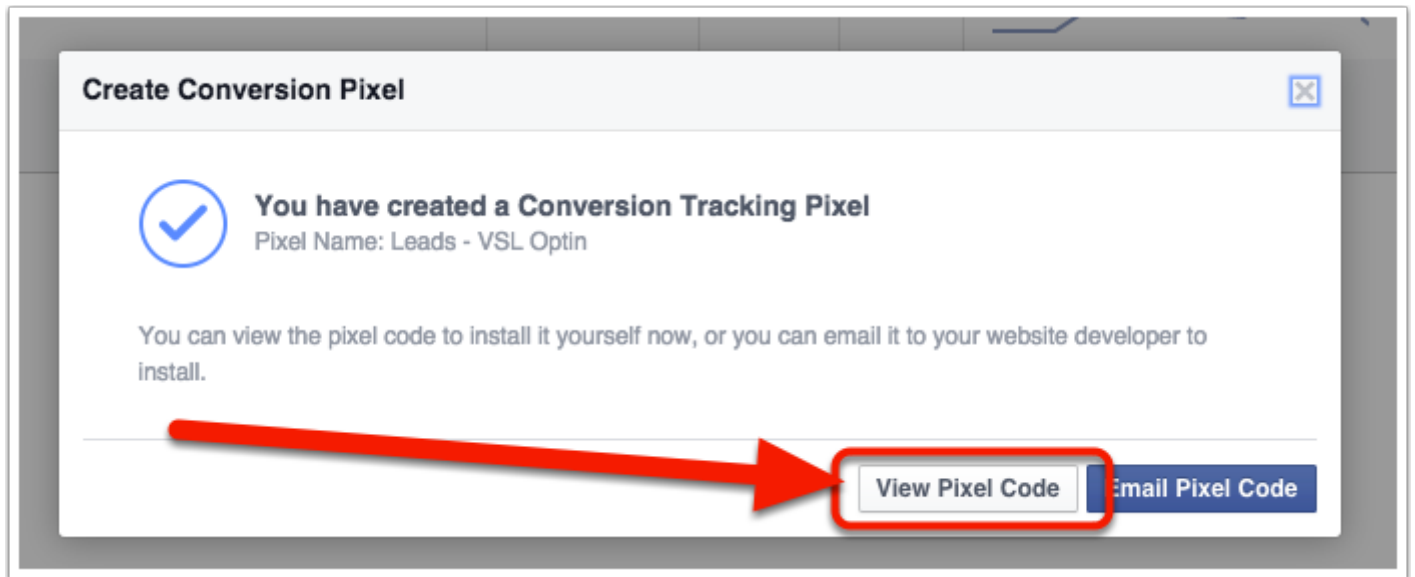 Create Conversion Pixel
You have created a Conversion Tracking Pixel
Pixel Name: Leads - VSL Optin
You can view the pixel code to install it yourself now, or you can email it to your website developer to
install.
View Pixel Code
Email Pixel Code